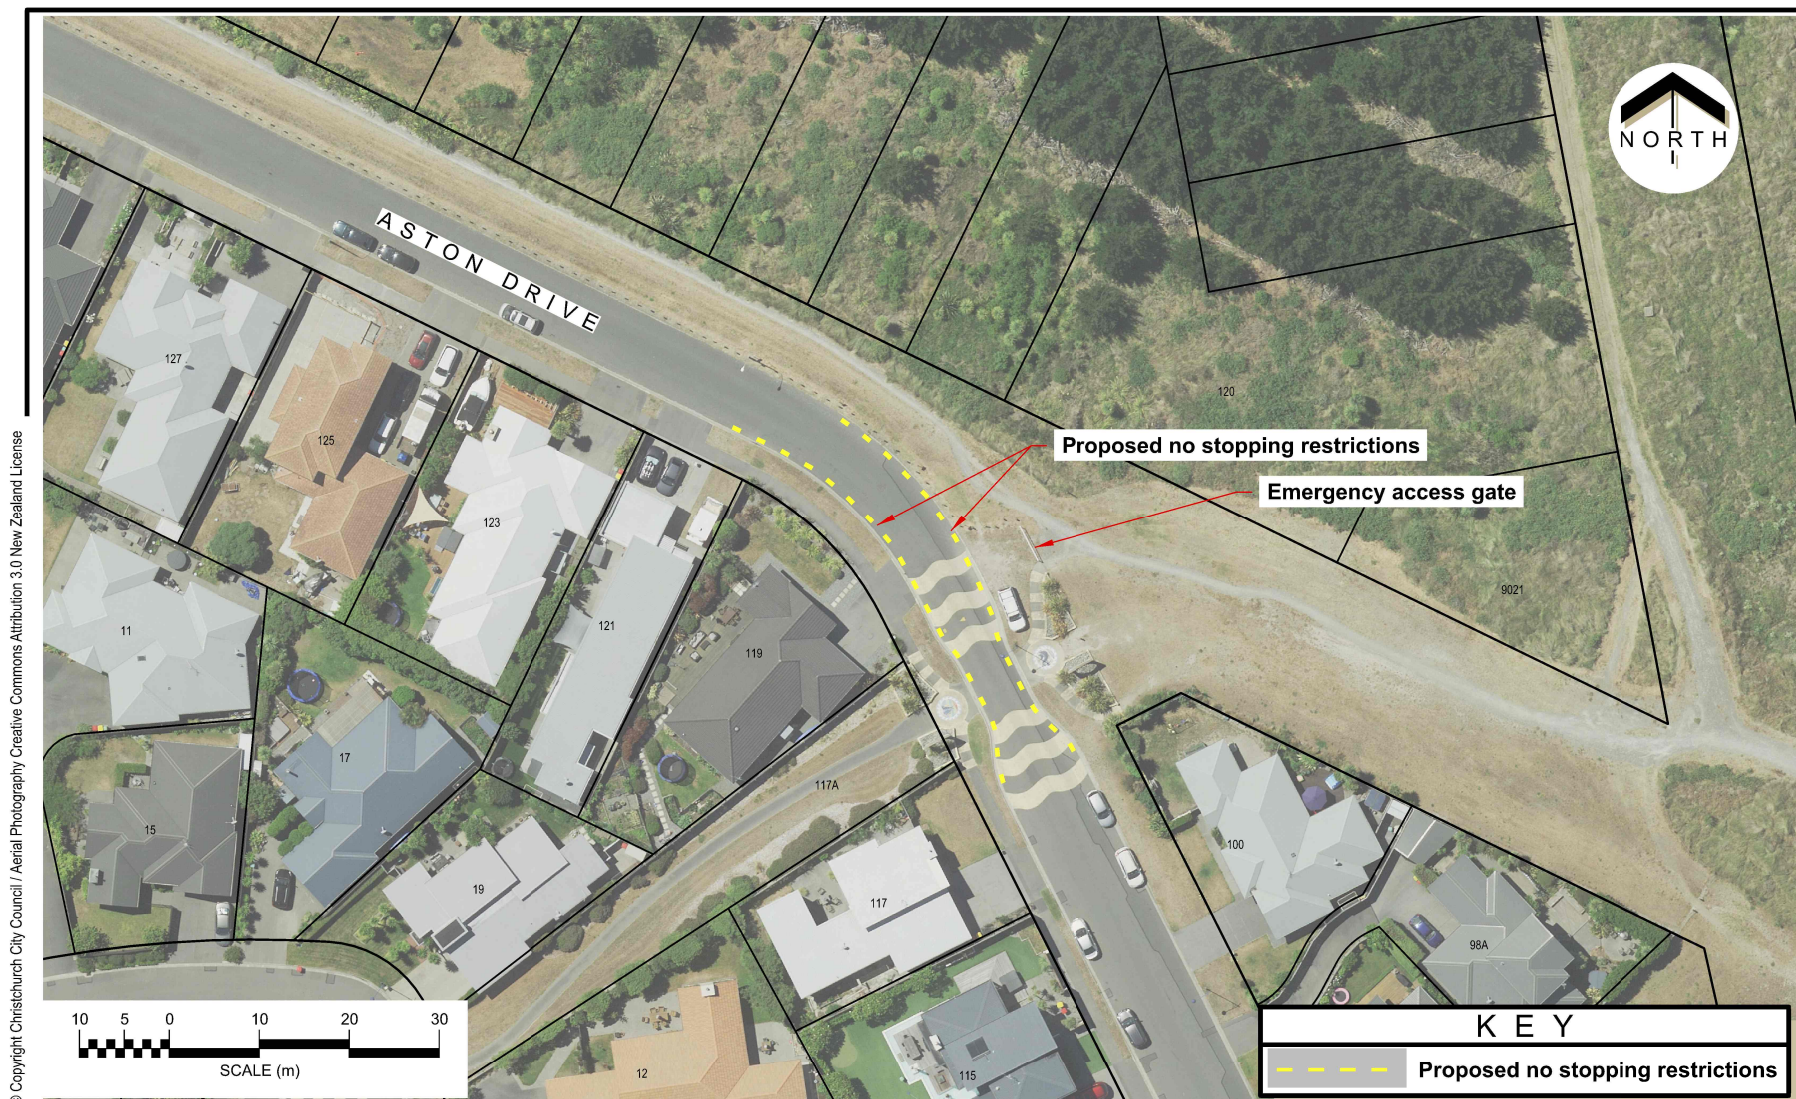 NORTH
ASTON DRIVE
127
125
120
Proposed no stopping restrictions
Emergency access gate
123
9021
11
121
119
17
117A
15
100
19
117
98A
12
115
10 5 0 10 20 30
SCALE (m)
KEY
Proposed no stopping restrictions
© Copyright Christchurch City Council / Aerial Photography Creative Commons Attribution 3.0 New Zealand License